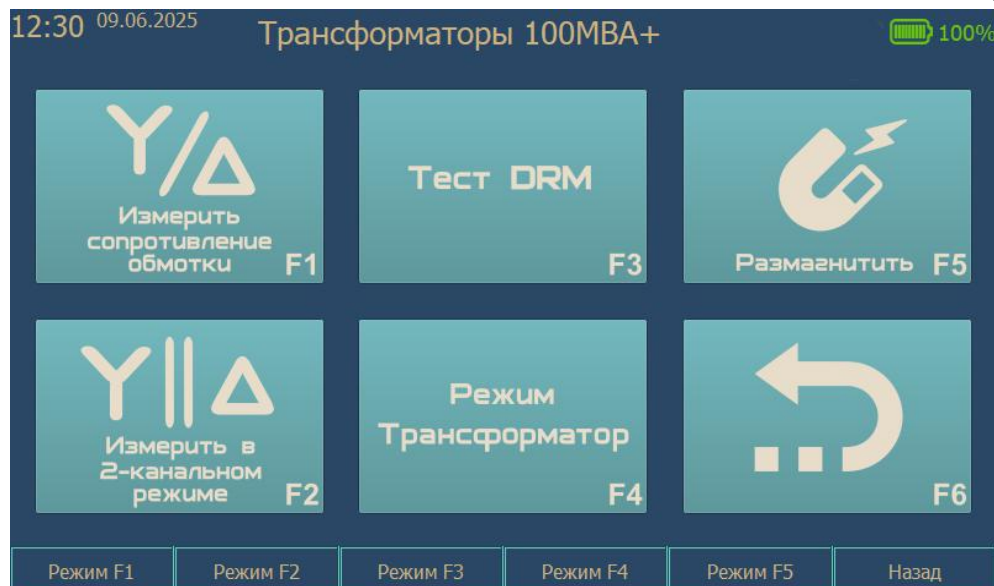 12:30 09.06.2025 Трансформаторы 100МВА+ 100%
Измерить
сопротивление
обмотки F1
Тест DRM
F3
Размагнитить F5
Измерить в
2-канальном
режиме F2
Режим
Трансформатор
F4
F6
Режим F1 Режим F2 Режим F3 Режим F4 Режим F5 Назад